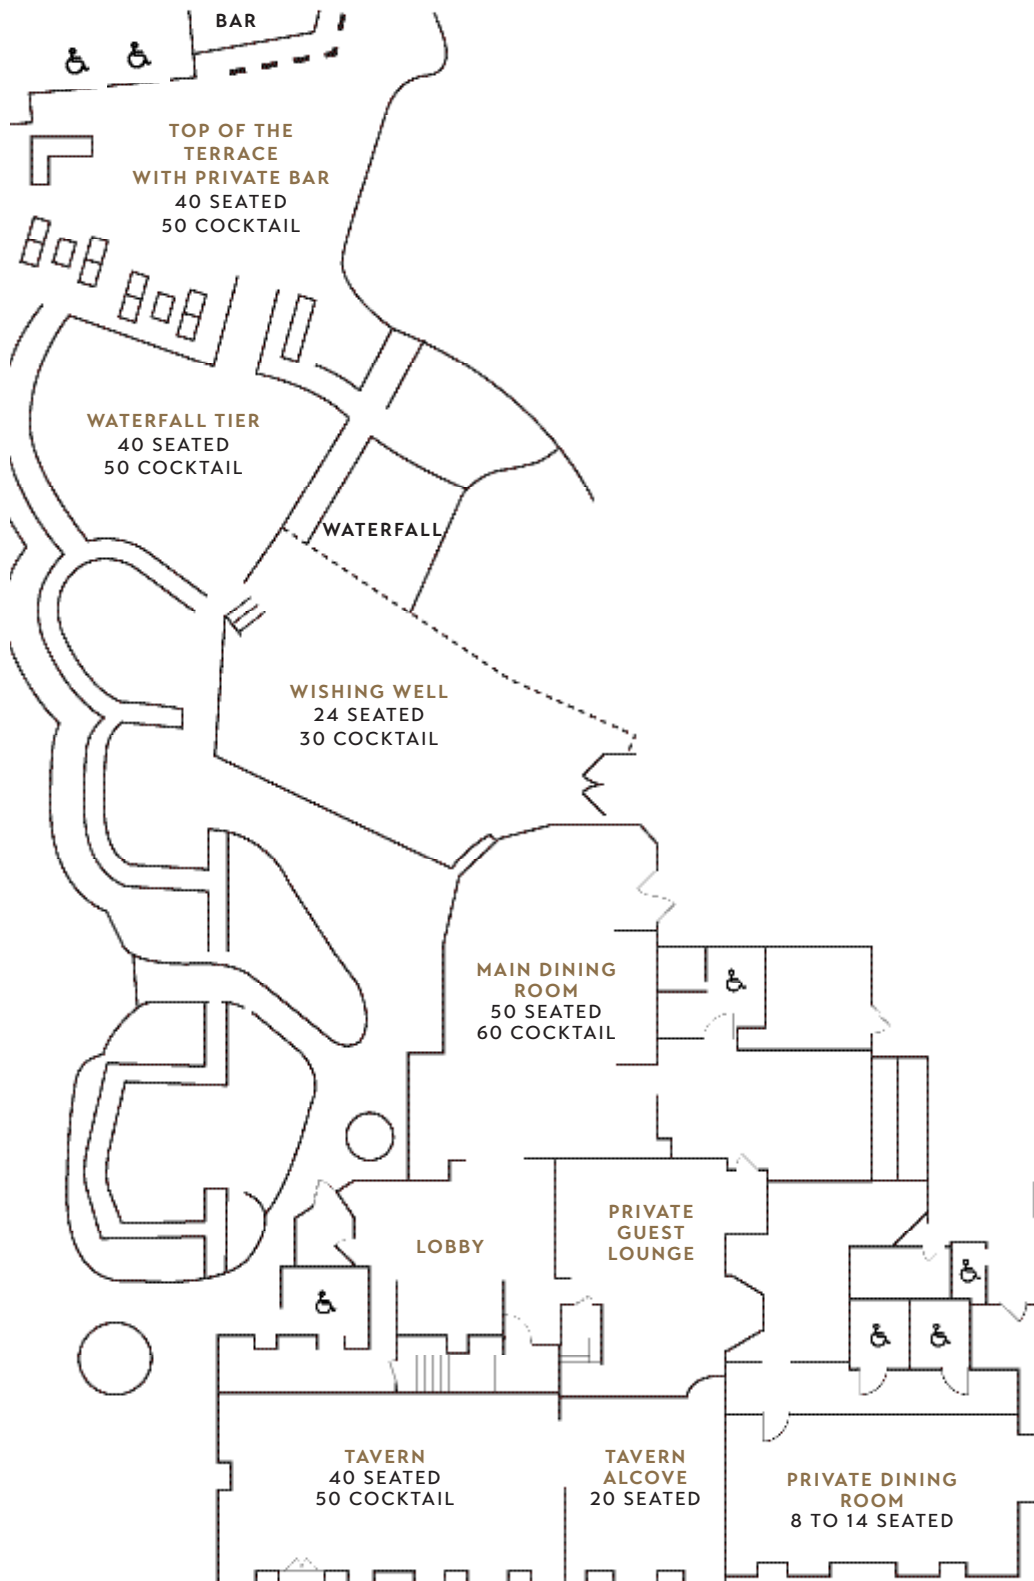 BAR
TOP OF THE
TERRACE
WITH PRIVATE BAR
40 SEATED
50 COCKTAIL
WATERFALL TIER
40 SEATED
50 COCKTAIL
WATERFALL
WISHING WELL
24 SEATED
30 COCKTAIL
MAIN DINING
ROOM
50 SEATED
60 COCKTAIL
PRIVATE
GUEST
LOUNGE
LOBBY
TAVERN
40 SEATED
50 COCKTAIL
TAVERN
ALCOVE
20 SEATED
PRIVATE DINING
ROOM
8 TO 14 SEATED